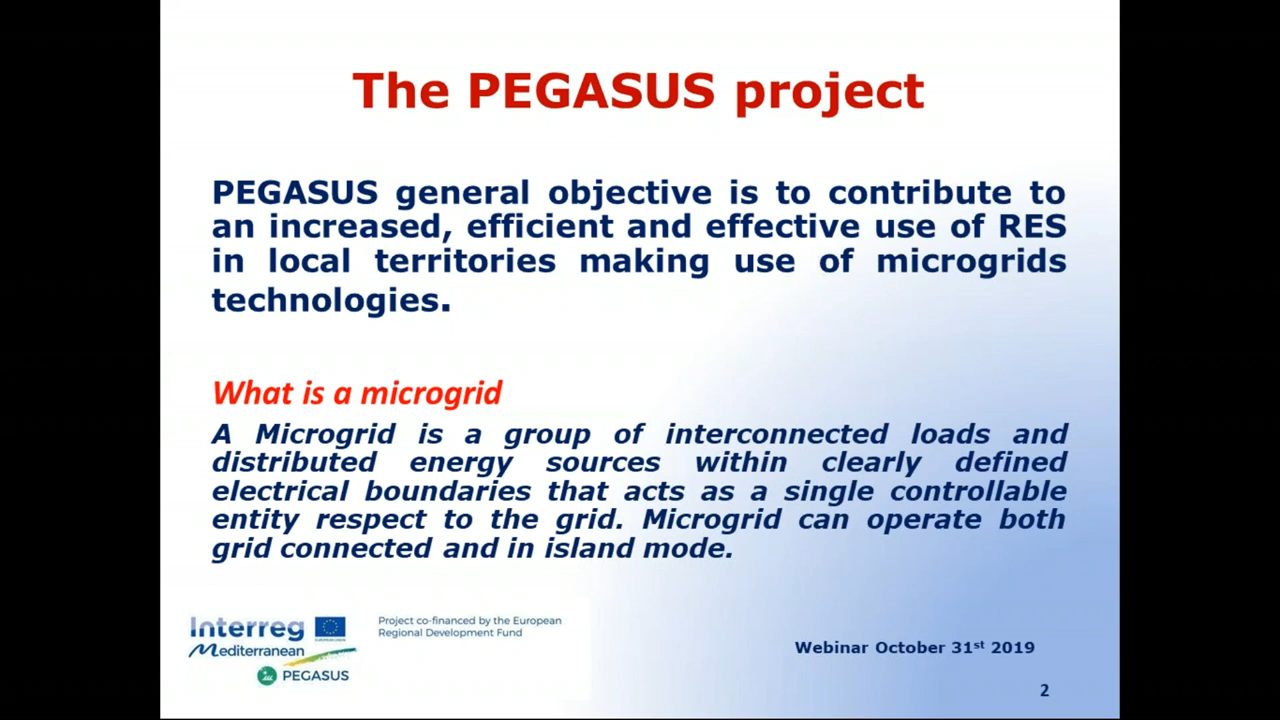 The PEGASUS project
PEGASUS general objective is to contribute to
an increased, efficient and effective use of RES
in local territories making use of microgrids
technologies.
What is a microgrid
A Microgrid is a group of interconnected loads and
distributed energy sources within clearly defined
electrical boundaries that acts as a single controllable
entity respect to the grid. Microgrid can operate both
grid connected and in island mode.
Interreg
Mediterranean
PEGASUS
Project co-financed by the European
Regional Development Fund
Webinar October 31st 2019
2